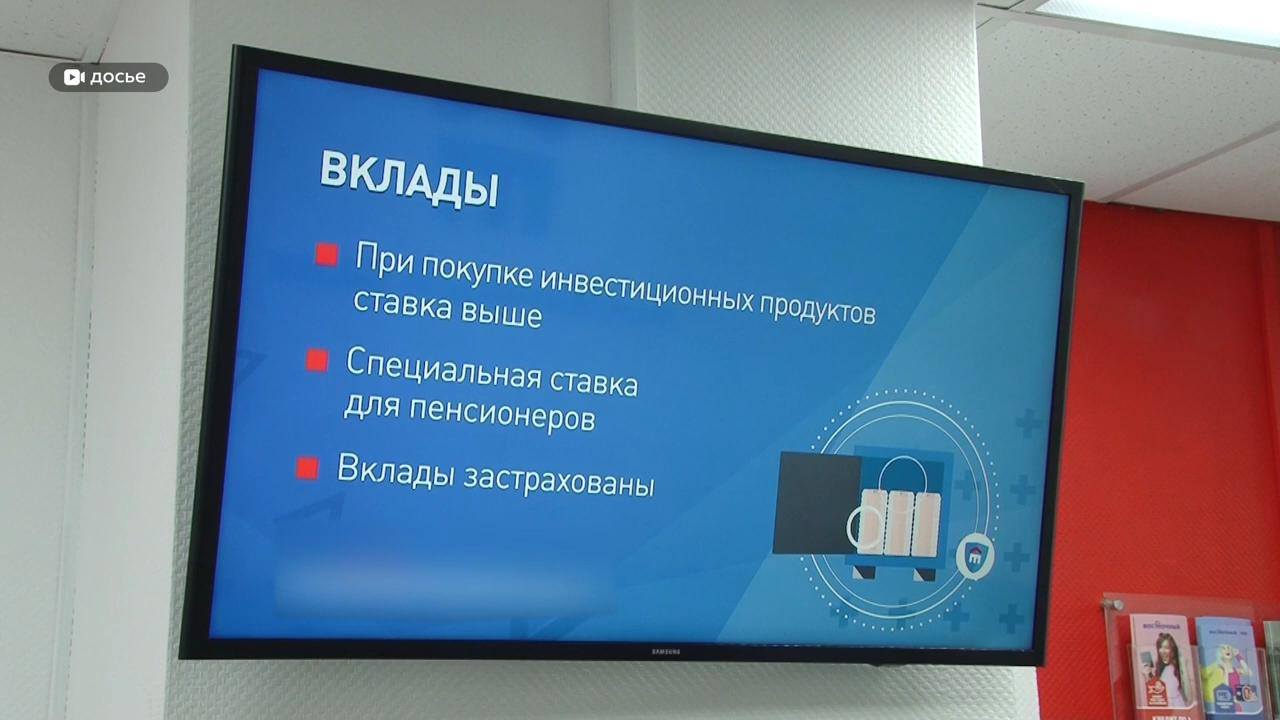 досье
ВКЛАДЫ
При покупке инвестиционных продуктов
ставка выше
Специальная ставка
для пенсионеров
Вклады застрахованы
SAMSUNG